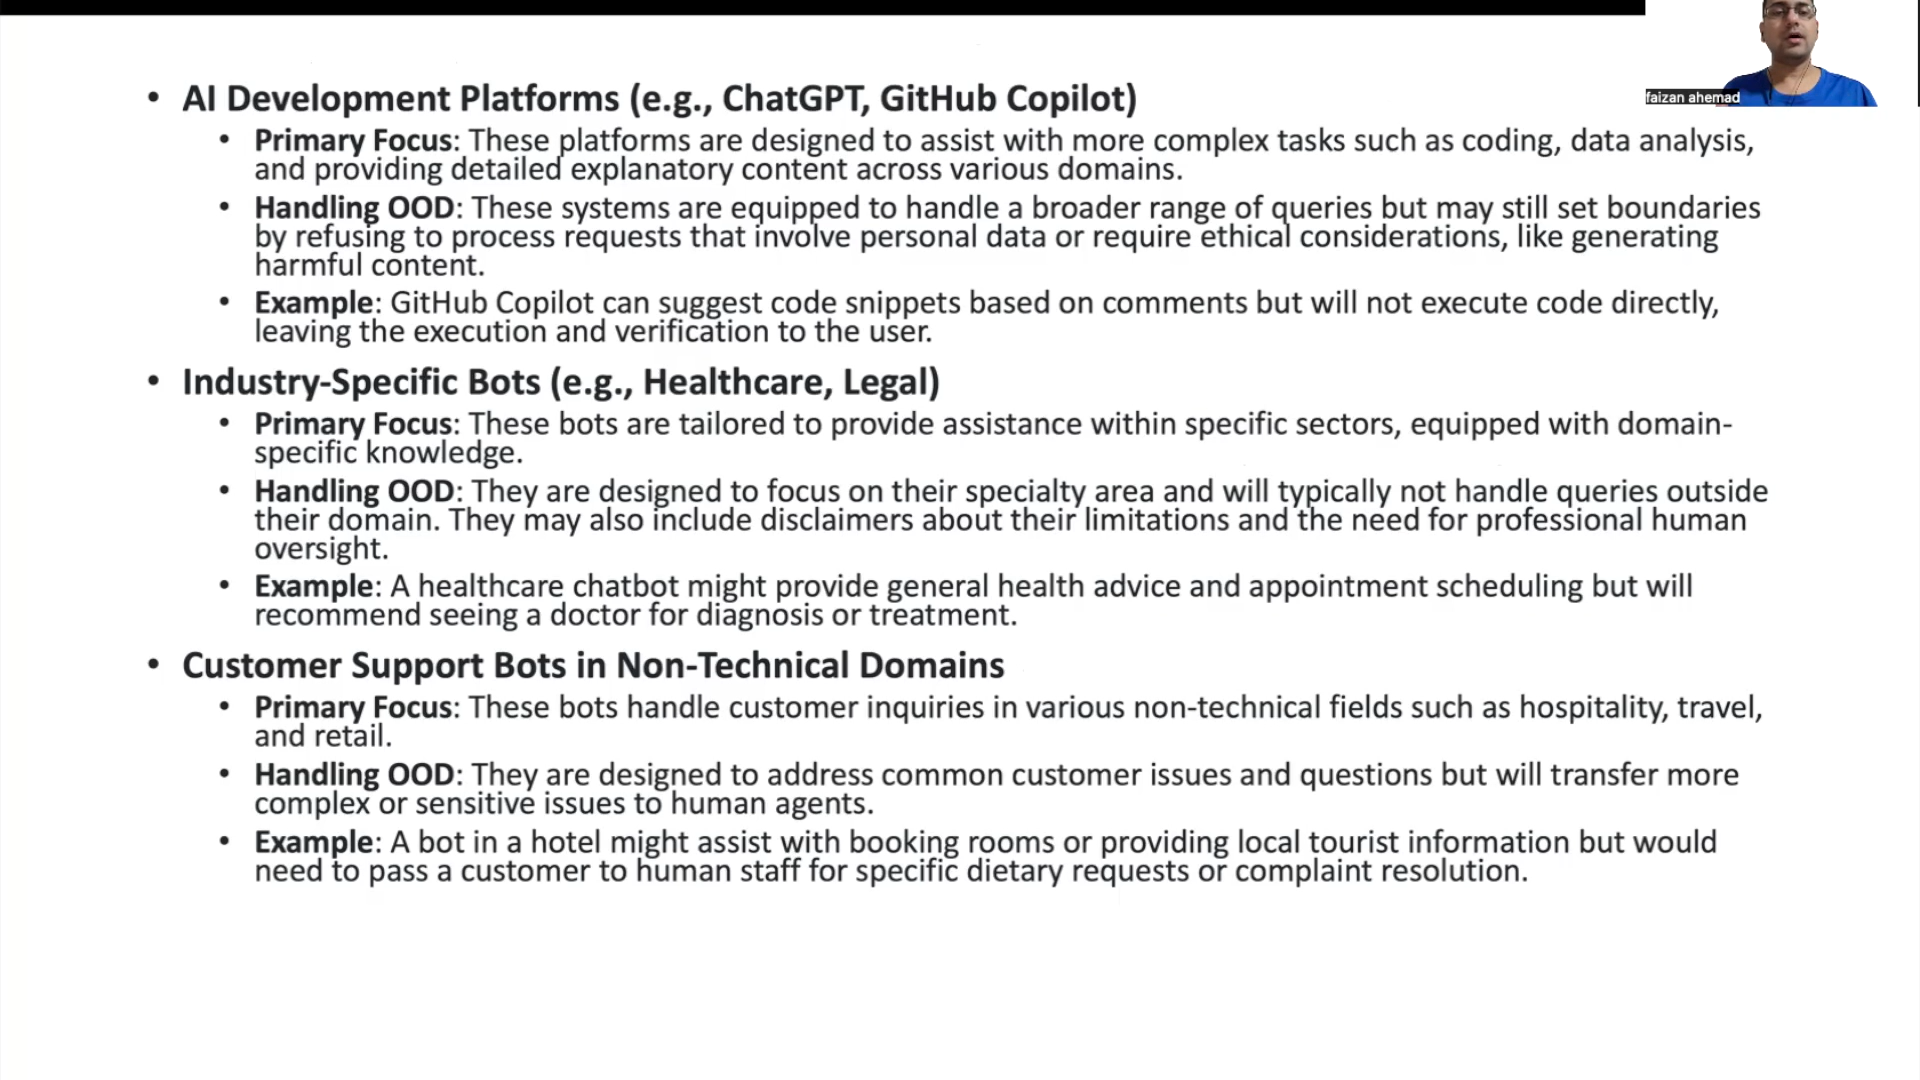 faizan ahemad
• AI Development Platforms (e.g., ChatGPT, GitHub Copilot)
• Primary Focus: These platforms are designed to assist with more complex tasks such as coding, data analysis,
and providing detailed explanatory content across various domains.
• Handling OOD: These systems are equipped to handle a broader range of queries but may still set boundaries
by refusing to process requests that involve personal data or require ethical considerations, like generating
harmful content.
• Example: GitHub Copilot can suggest code snippets based on comments but will not execute code directly,
leaving the execution and verification to the user.
• Industry-Specific Bots (e.g., Healthcare, Legal)
• Primary Focus: These bots are tailored to provide assistance within specific sectors, equipped with domain-
specific knowledge.
• Handling OOD: They are designed to focus on their specialty area and will typically not handle queries outside
their domain. They may also include disclaimers about their limitations and the need for professional human
oversight.
• Example: A healthcare chatbot might provide general health advice and appointment scheduling but will
recommend seeing a doctor for diagnosis or treatment.
• Customer Support Bots in Non-Technical Domains
• Primary Focus: These bots handle customer inquiries in various non-technical fields such as hospitality, travel,
and retail.
• Handling OOD: They are designed to address common customer issues and questions but will transfer more
complex or sensitive issues to human agents.
• Example: A bot in a hotel might assist with booking rooms or providing local tourist information but would
need to pass a customer to human staff for specific dietary requests or complaint resolution.